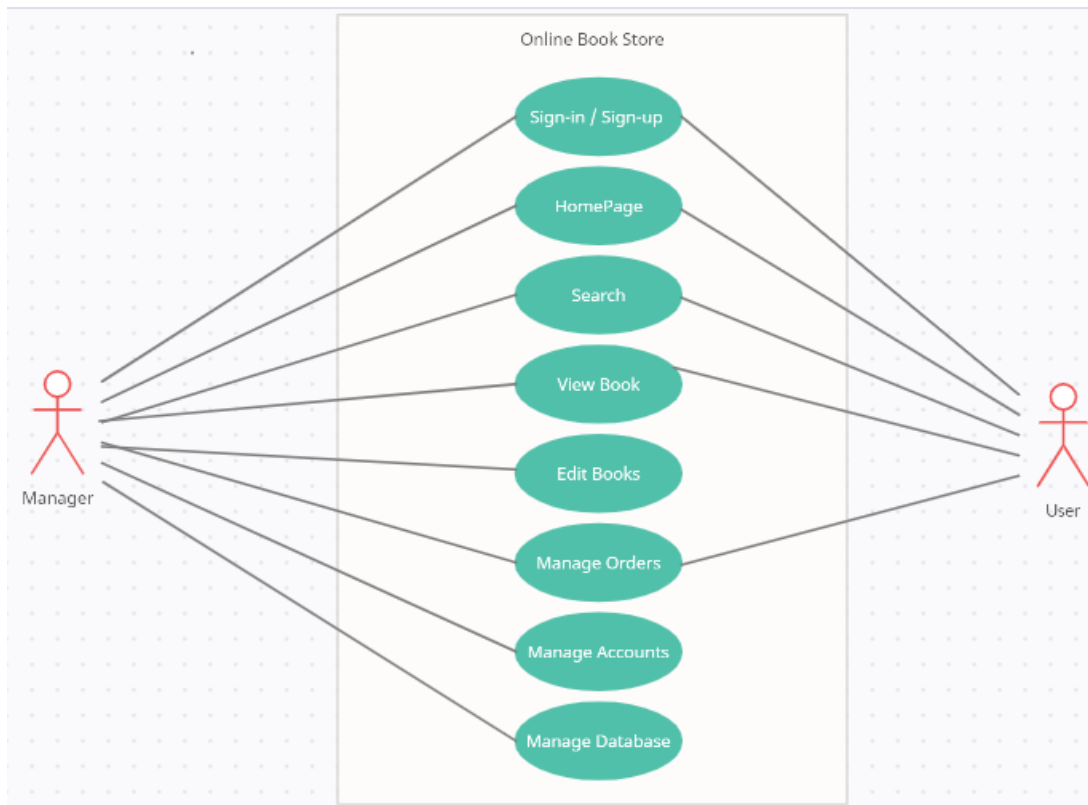 Online Book Store
Sign-in / Sign-up
HomePage
Search
View Book
Edit Books
Manager
User
Manage Orders
Manage Accounts
Manage Database